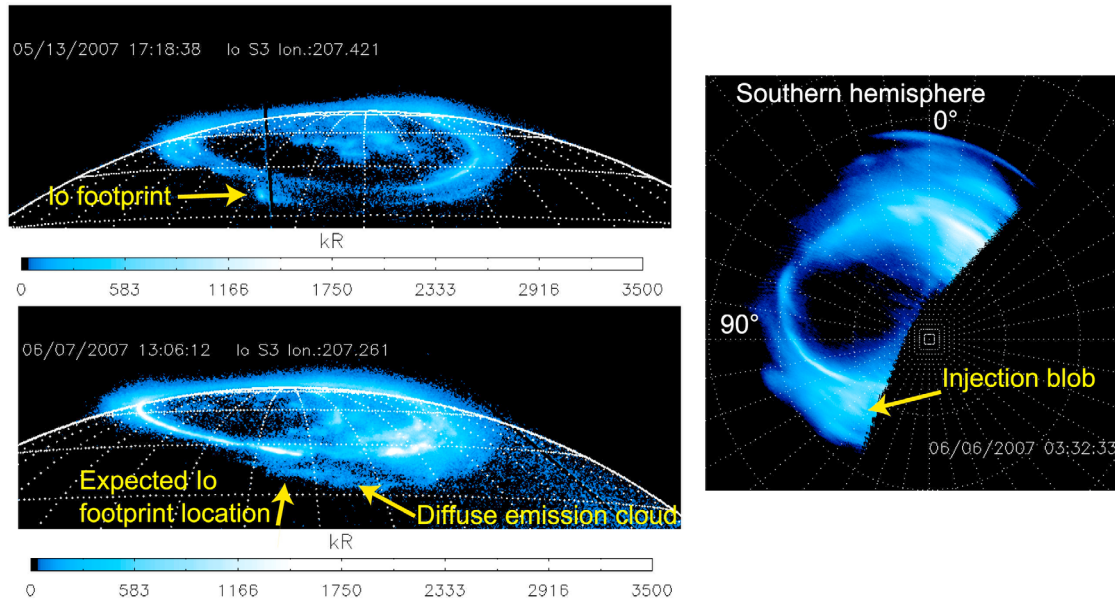 05/13/2007 17:18:38 Io S3 lon.:207.421
Io footprint
kR
0 583 1166 1750 2333 2916 3500
06/07/2007 13:06:12 Io S3 lon.:207.261
Expected Io
footprint location
Diffuse emission cloud
kR
0 583 1166 1750 2333 2916 3500
Southern hemisphere
0°
90°
Injection blob
06/06/2007 03:32:33